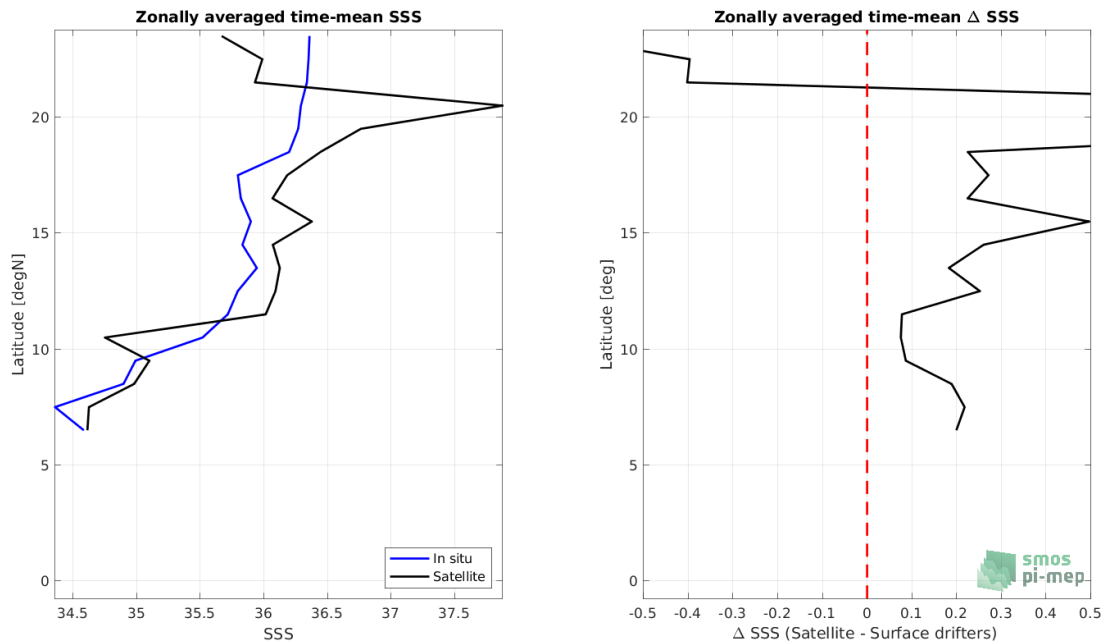 Zonally averaged time-mean SSS
20
15
10
5
0
Latitude [degN]
34.5 35 35.5 36 36.5 37 37.5
SSS
In situ
Satellite
Zonally averaged time-mean Δ SSS
20
15
10
5
0
Latitude [deg]
-0.5 -0.4 -0.3 -0.2 -0.1 0 0.1 0.2 0.3 0.4 0.5
Δ SSS (Satellite - Surface drifters)
smos
pi-mep